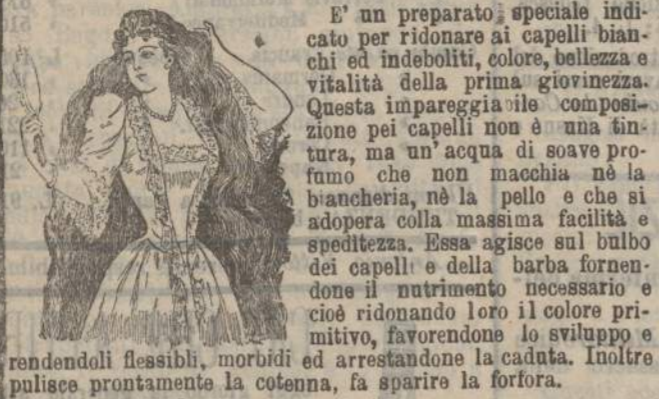 E' un preparato speciale indi-
cato per ridonare ai capelli bian-
chi ed indeboliti, colore, bellezza e
vitalità della prima giovinezza.
Questa impareggiabile composi-
zione pei capelli non è una tin-
tura, ma un' acqua di soave pro-
fumo che non macchia nè la
biancheria, nè la pelle e che si
adopera colla massima facilità e
speditezza. Essa agisce sul bulbo
dei capelli e della barba fornen-
done il nutrimento necessario e
cioè ridonando loro il colore pri-
mitivo, favorendone lo sviluppo e
rendendoli flessibli, morbidi ed arrestandone la caduta. Inoltre
pulisce prontamente la cotenna, fa sparire la forfora.